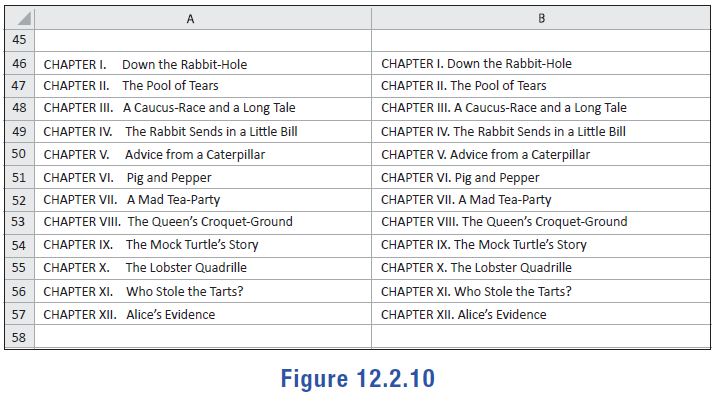 A B
45
46 CHAPTER I.    Down the Rabbit-Hole CHAPTER I. Down the Rabbit-Hole
47 CHAPTER II.   The Pool of Tears CHAPTER II. The Pool of Tears
48 CHAPTER III.  A Caucus-Race and a Long Tale CHAPTER III. A Caucus-Race and a Long Tale
49 CHAPTER IV.   The Rabbit Sends in a Little Bill CHAPTER IV. The Rabbit Sends in a Little Bill
50 CHAPTER V.    Advice from a Caterpillar CHAPTER V. Advice from a Caterpillar
51 CHAPTER VI.   Pig and Pepper CHAPTER VI. Pig and Pepper
52 CHAPTER VII.  A Mad Tea-Party CHAPTER VII. A Mad Tea-Party
53 CHAPTER VIII. The Queen’s Croquet-Ground CHAPTER VIII. The Queen’s Croquet-Ground
54 CHAPTER IX.   The Mock Turtle’s Story CHAPTER IX. The Mock Turtle’s Story
55 CHAPTER X.    The Lobster Quadrille CHAPTER X. The Lobster Quadrille
56 CHAPTER XI.   Who Stole the Tarts? CHAPTER XI. Who Stole the Tarts?
57 CHAPTER XII.  Alice’s Evidence CHAPTER XII. Alice’s Evidence
58
Figure 12.2.10